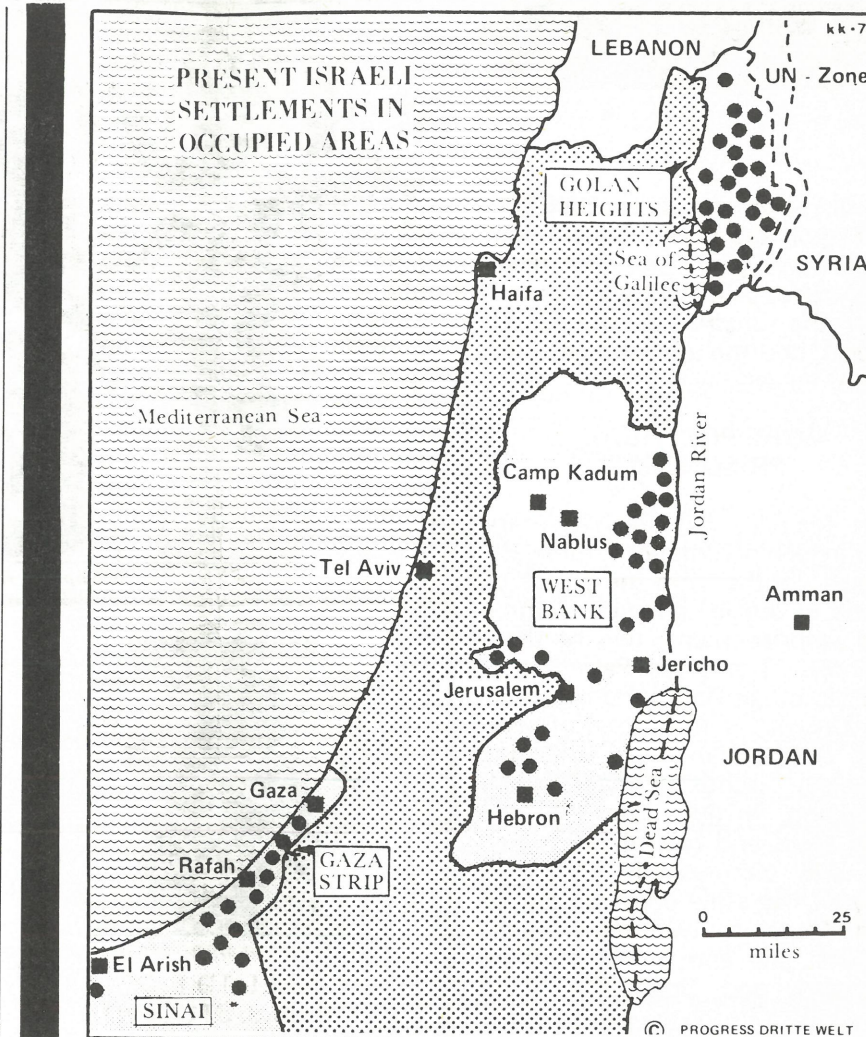 kk-7
PRESENT ISRAELI
SETTLEMENTS IN
OCCUPIED AREAS
LEBANON
UN - Zone
GOLAN
HEIGHTS
Sea of
Galilee
SYRIA
Haifa
Mediterranean Sea
Jordan River
Camp Kadum
Nablus
Tel Aviv
WEST
BANK
Amman
Jericho
Jerusalem
JORDAN
Gaza
Hebron
Dead Sea
Rafah
GAZA
STRIP
0 25
miles
El Arish
SINAI
© PROGRESS DRITTE WELT